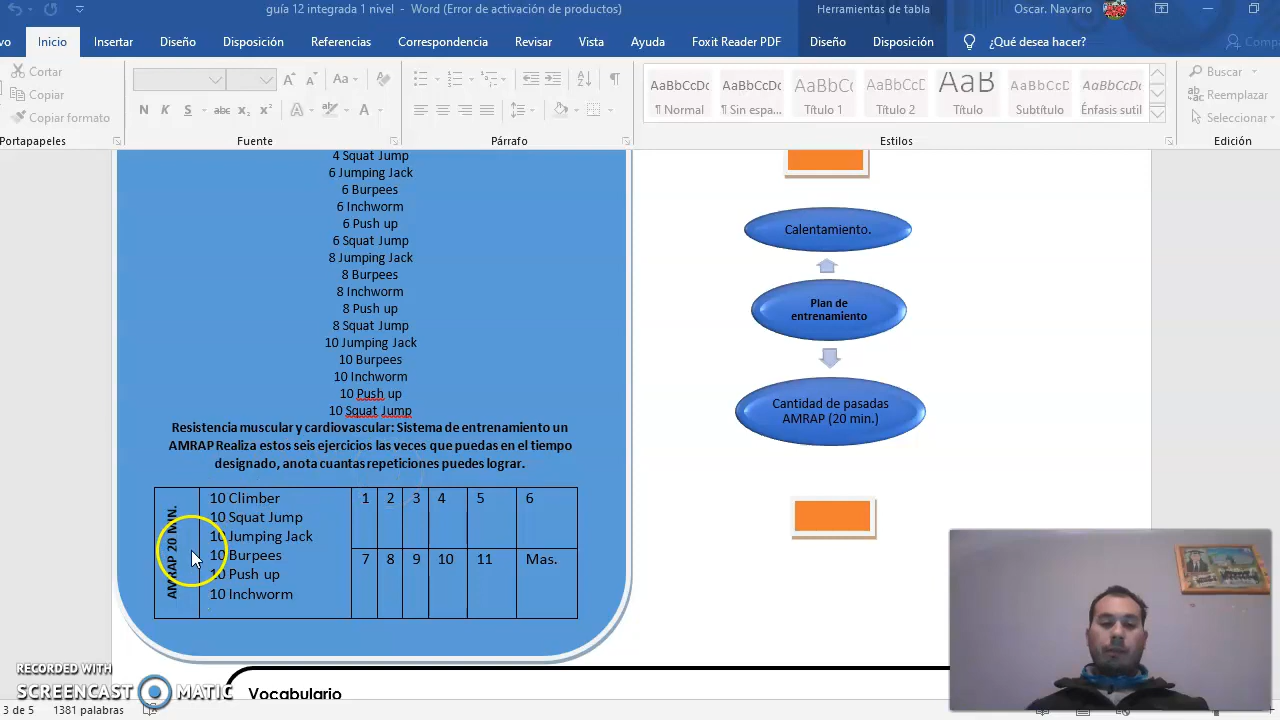 guía 12 integrada 1 nivel - Word (Error de activación de productos)
Herramientas de tabla
Oscar. Navarro
vo Inicio Insertar Diseño Disposición Referencias Correspondencia Revisar Vista Ayuda Foxit Reader PDF Diseño Disposición ¿Qué desea hacer? Comp
Cortar
Copiar
Copiar formato
Portapapeles
Aa
N K S abc x₂ x² A A
Fuente
Párrafo
AaBbCcDc AaBbCcDc AaBbCc AaBbCcD AaB AaBbCcD AaBbCcDc
¶ Normal ¶ Sin espa... Título 1 Título 2 Título Subtítulo Énfasis sutil
Estilos
Buscar
Reemplazar
Seleccionar
Edición
4 Squat Jump
6 Jumping Jack
6 Burpees
6 Inchworm
6 Push up
6 Squat Jump
8 Jumping Jack
8 Burpees
8 Inchworm
8 Push up
8 Squat Jump
10 Jumping Jack
10 Burpees
10 Inchworm
10 Push up
10 Squat Jump
Resistencia muscular y cardiovascular: Sistema de entrenamiento un
AMRAP Realiza estos seis ejercicios las veces que puedas en el tiempo
designado, anota cuantas repeticiones puedes lograr.
AMRAP 20 MIN.
10 Climber
10 Squat Jump
10 Jumping Jack
10 Burpees
10 Push up
10 Inchworm
1 2 3 4 5 6
7 8 9 10 11 Mas.
Calentamiento.
Plan de
entrenamiento
Cantidad de pasadas
AMRAP (20 min.)
Vocabulario
RECORDED WITH
SCREENCAST MATIC
3 de 5 1381 palabras